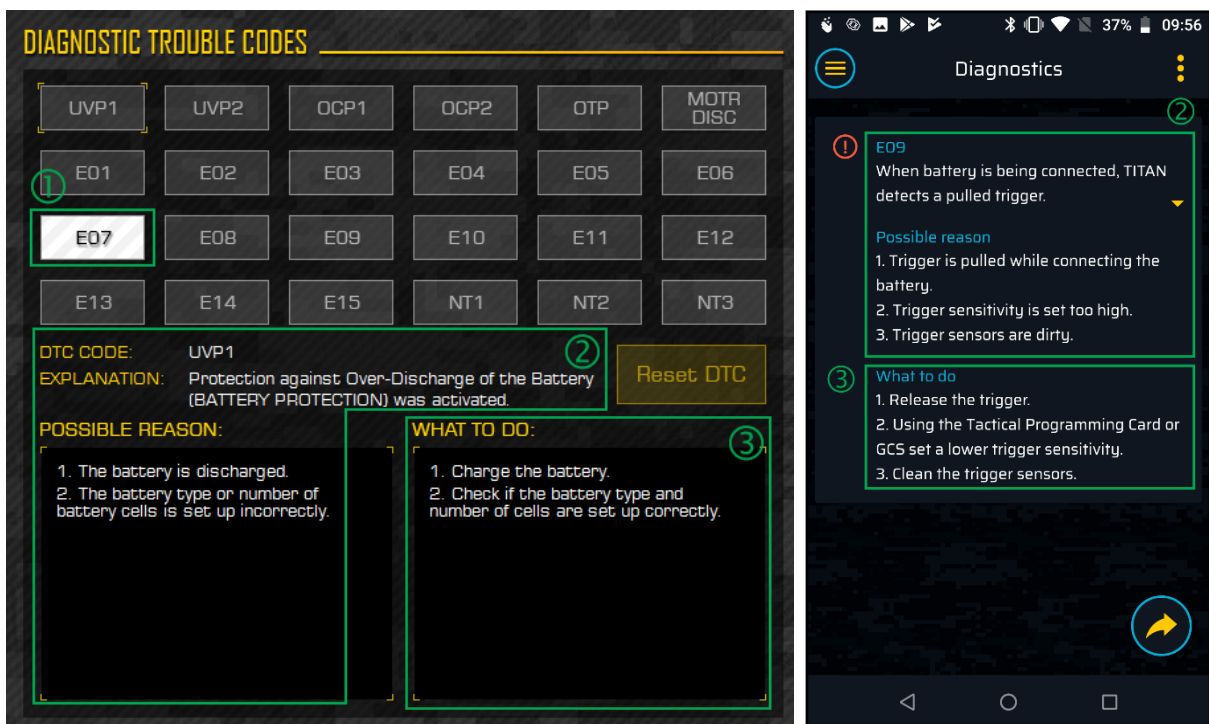 DIAGNOSTIC TROUBLE CODES
UVP1 UVP2 OCP1 OCP2 OTP MOTR DISC
E01 E02 E03 E04 E05 E06
①
E07 E08 E09 E10 E11 E12
E13 E14 E15 NT1 NT2 NT3
DTC CODE: UVP1
②
EXPLANATION: Protection against Over-Discharge of the Battery
(BATTERY PROTECTION) was activated.
Reset DTC
POSSIBLE REASON:
1. The battery is discharged.
2. The battery type or number of
battery cells is set up incorrectly.
WHAT TO DO:
③
1. Charge the battery.
2. Check if the battery type and
number of cells are set up correctly.
37% 09:56
Diagnostics
②
E09
When battery is being connected, TITAN
detects a pulled trigger.
Possible reason
1. Trigger is pulled while connecting the
battery.
2. Trigger sensitivity is set too high.
3. Trigger sensors are dirty.
③
What to do
1. Release the trigger.
2. Using the Tactical Programming Card or
GCS set a lower trigger sensitivity.
3. Clean the trigger sensors.